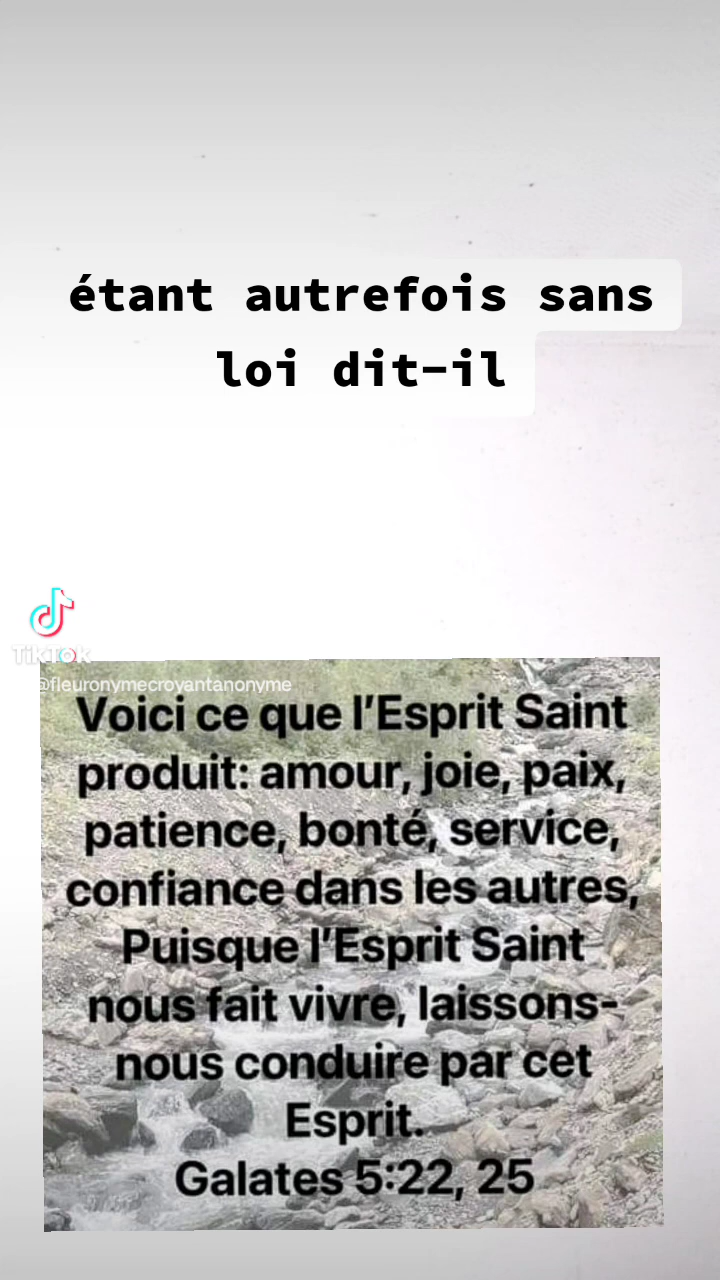 étant autrefois sans
loi dit-il
TikTok
@fleuronymecroyantanonyme
Voici ce que l'Esprit Saint
produit: amour, joie, paix,
patience, bonté, service,
confiance dans les autres,
Puisque l'Esprit Saint
nous fait vivre, laissons-
nous conduire par cet
Esprit.
Galates 5:22, 25